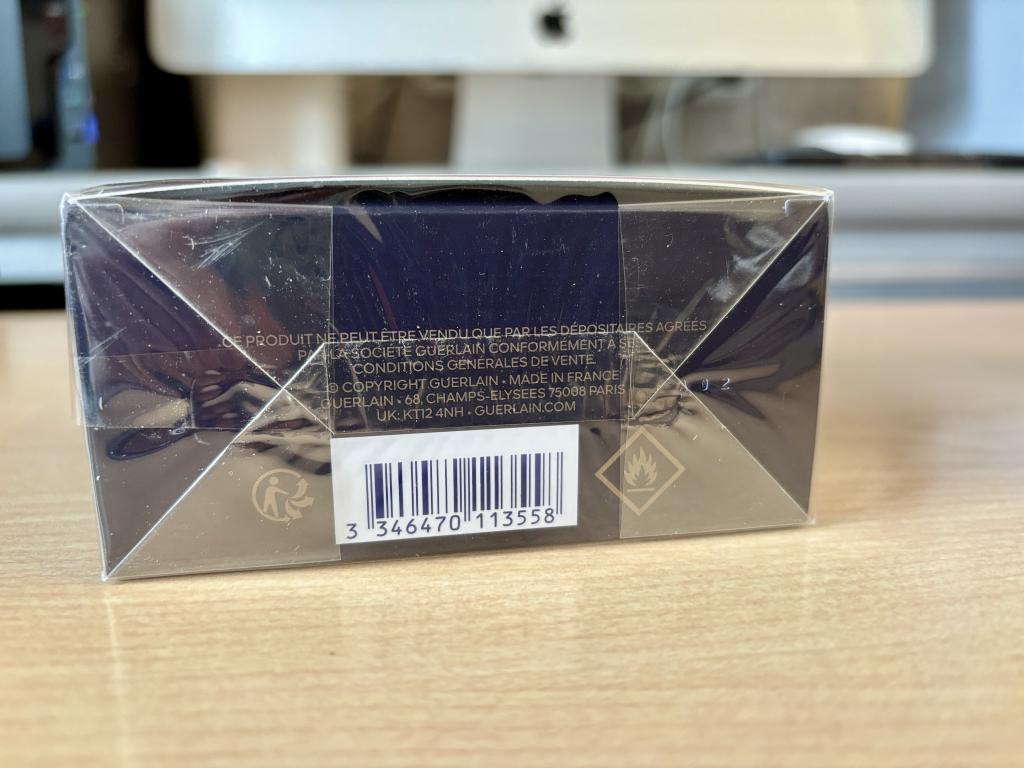 CE PRODUIT NE PEUT ÊTRE VENDU QUE PAR LES DÉPOSITAIRES AGRÉÉS
PAR LA SOCIÉTÉ GUERLAIN CONFORMÉMENT À SES
CONDITIONS GÉNÉRALES DE VENTE.
© COPYRIGHT GUERLAIN • MADE IN FRANCE
GUERLAIN • 68, CHAMPS-ELYSEES 75008 PARIS
UK: KT12 4NH • GUERLAIN.COM
3 346470 113558